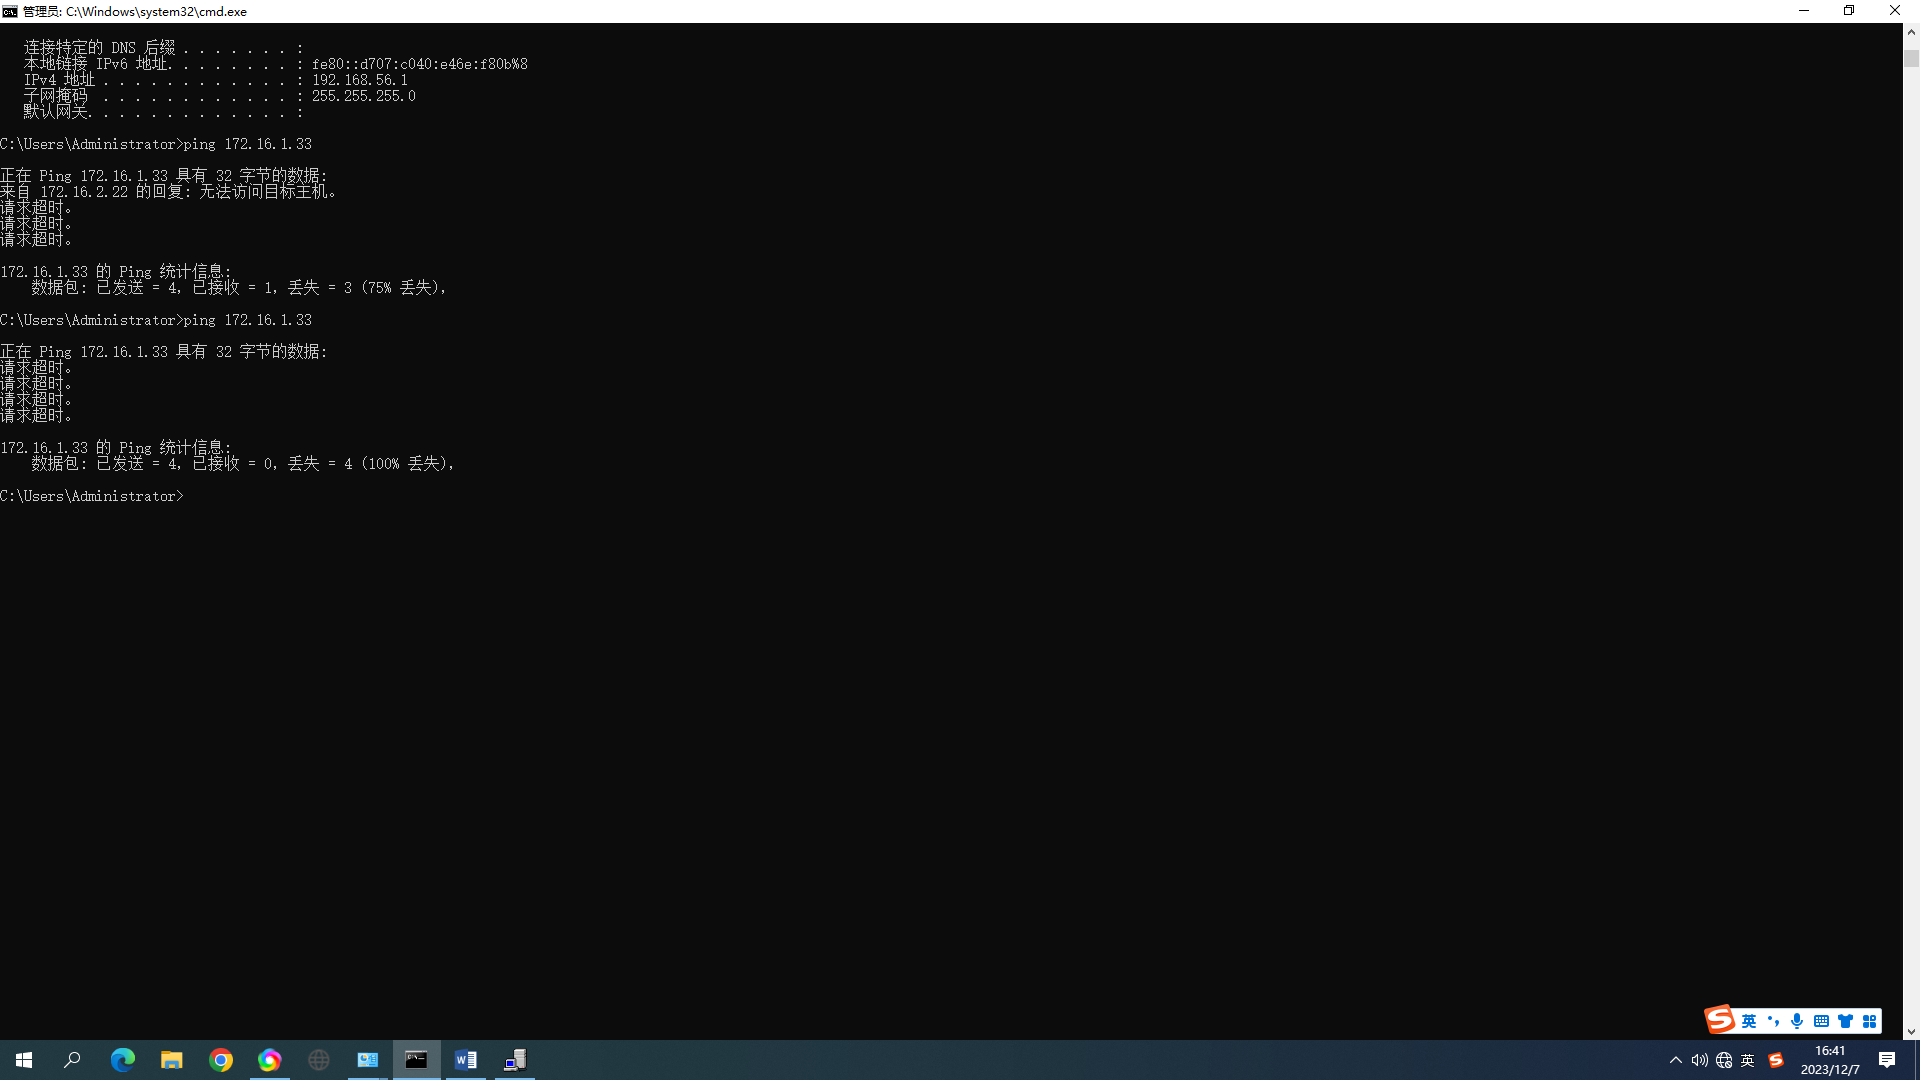 管理员: C:\Windows\system32\cmd.exe
连接特定的 DNS 后缀 . . . . . . . :
本地链接 IPv6 地址. . . . . . . . : fe80::d707:c040:e46e:f80b%8
IPv4 地址 . . . . . . . . . . . . : 192.168.56.1
子网掩码  . . . . . . . . . . . . : 255.255.255.0
默认网关. . . . . . . . . . . . . :
C:\Users\Administrator>ping 172.16.1.33
正在 Ping 172.16.1.33 具有 32 字节的数据:
来自 172.16.2.22 的回复: 无法访问目标主机。
请求超时。
请求超时。
请求超时。
172.16.1.33 的 Ping 统计信息:
数据包: 已发送 = 4，已接收 = 1，丢失 = 3 (75% 丢失)，
C:\Users\Administrator>ping 172.16.1.33
正在 Ping 172.16.1.33 具有 32 字节的数据:
请求超时。
请求超时。
请求超时。
请求超时。
172.16.1.33 的 Ping 统计信息:
数据包: 已发送 = 4，已接收 = 0，丢失 = 4 (100% 丢失)，
C:\Users\Administrator>
英
英
16:41
2023/12/7